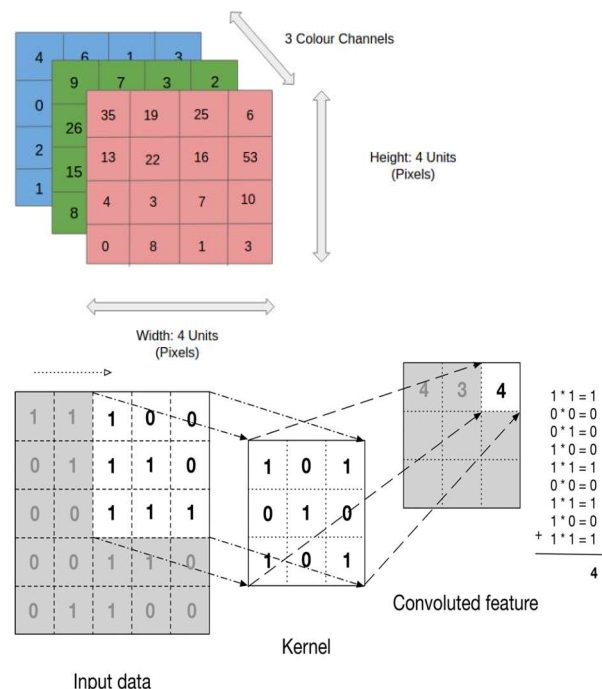 4 6 1 3
3 Colour Channels
9 7 3 2
0
35 19 25 6
26
13 22 16 53
2
Height: 4 Units
(Pixels)
15
4 3 7 10
1
8
0 8 1 3
Width: 4 Units
(Pixels)
1 1 1 0 0
0 1 1 1 0
0 0 1 1 1
0 0 1 1 0
0 1 1 0 0
Input data
1 0 1
0 1 0
1 0 1
Kernel
4 3 4
Convoluted feature
1 * 1 = 1
0 * 0 = 0
0 * 1 = 0
1 * 0 = 0
1 * 1 = 1
0 * 0 = 0
1 * 1 = 1
1 * 0 = 0
+ 1 * 1 = 1
4